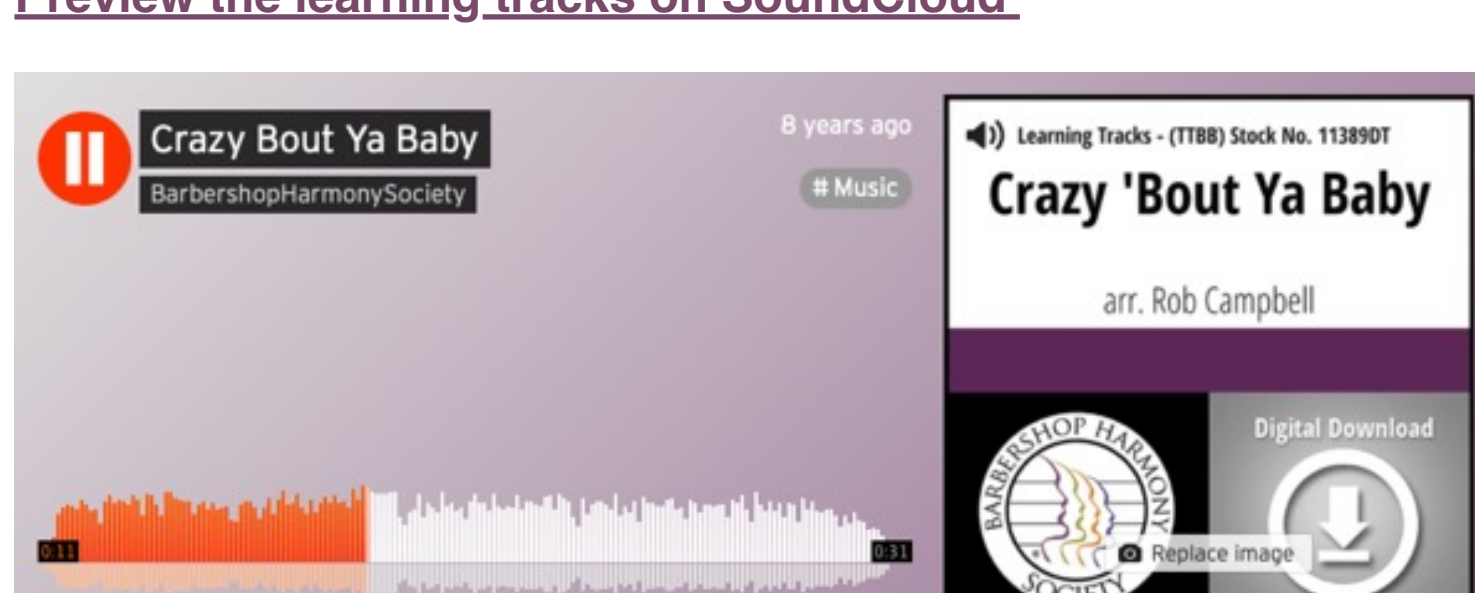 Preview the learning tracks on SoundCloud
Crazy Bout Ya Baby
BarbershopHarmonySociety
8 years ago
# Music
0:11
0:31
Learning Tracks - (TTBB) Stock No. 11389DT
Crazy 'Bout Ya Baby
arr. Rob Campbell
BARBERSHOP HARMONY
SOCIETY
Digital Download
Replace image